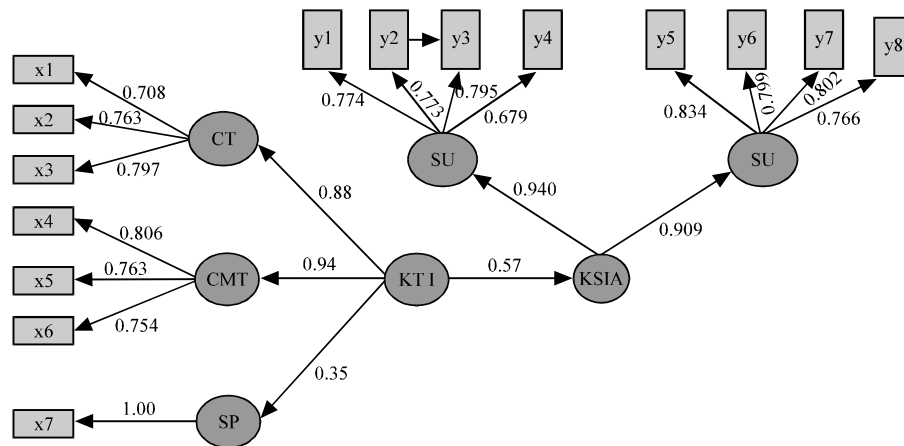 y1
y2
y3
y4
y5
y6
y7
y8
x1
x2
x3
x4
x5
x6
x7
0.708
0.763
0.797
0.806
0.763
0.754
1.00
CT
CMT
SP
0.88
0.94
0.35
KT I
0.57
KSIA
0.940
0.909
SU
SU
0.774
0.773
0.795
0.679
0.834
0.799
0.802
0.766